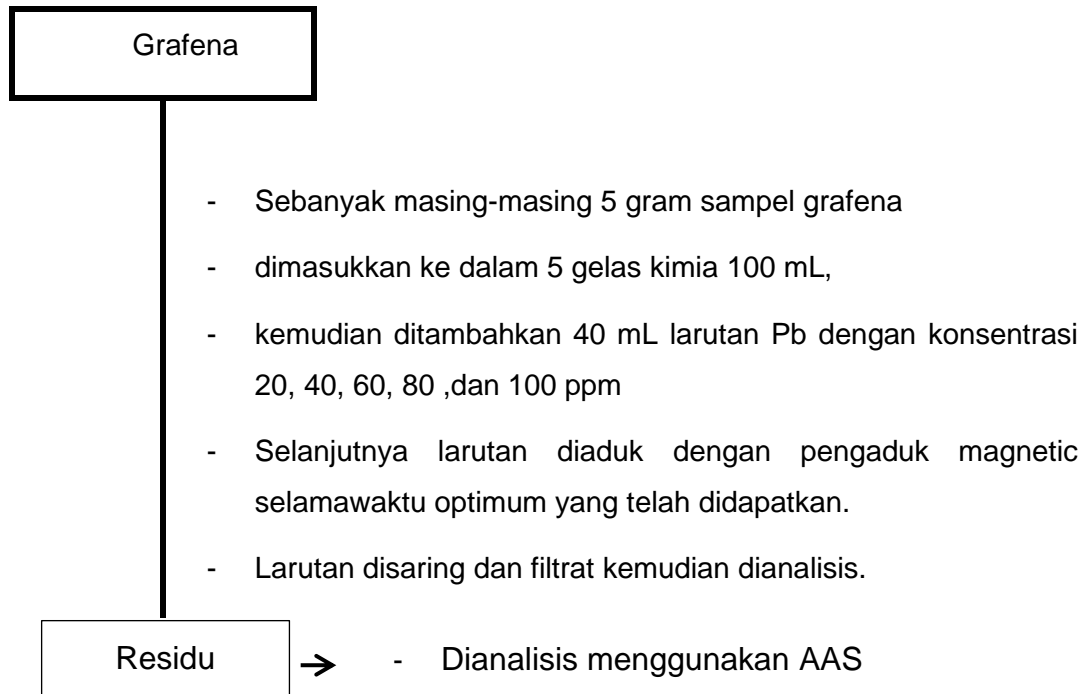 Grafena
- Sebanyak masing-masing 5 gram sampel grafena
- dimasukkan ke dalam 5 gelas kimia 100 mL,
- kemudian ditambahkan 40 mL larutan Pb dengan konsentrasi
20, 40, 60, 80 ,dan 100 ppm
- Selanjutnya larutan diaduk dengan pengaduk magnetic
selamawaktu optimum yang telah didapatkan.
- Larutan disaring dan filtrat kemudian dianalisis.
Residu → - Dianalisis menggunakan AAS